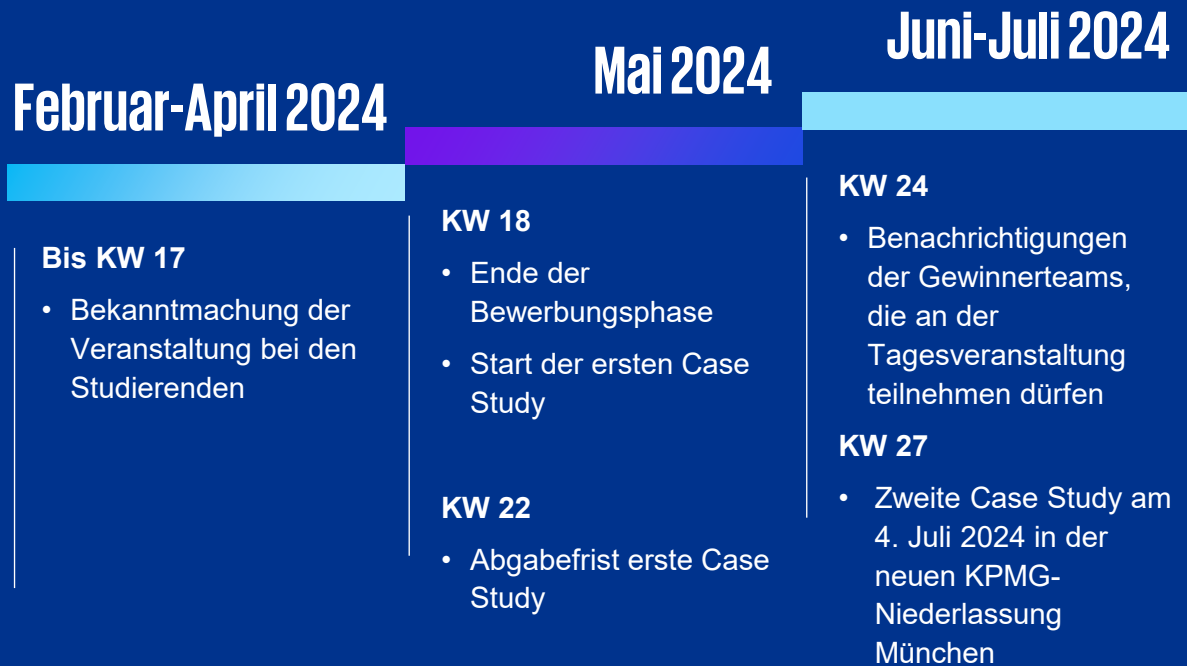 Februar-April 2024
Bis KW 17
• Bekanntmachung der
Veranstaltung bei den
Studierenden
Mai 2024
KW 18
• Ende der
Bewerbungsphase
• Start der ersten Case
Study
KW 22
• Abgabefrist erste Case
Study
Juni-Juli 2024
KW 24
• Benachrichtigungen
der Gewinnerteams,
die an der
Tagesveranstaltung
teilnehmen dürfen
KW 27
• Zweite Case Study am
4. Juli 2024 in der
neuen KPMG-
Niederlassung
München